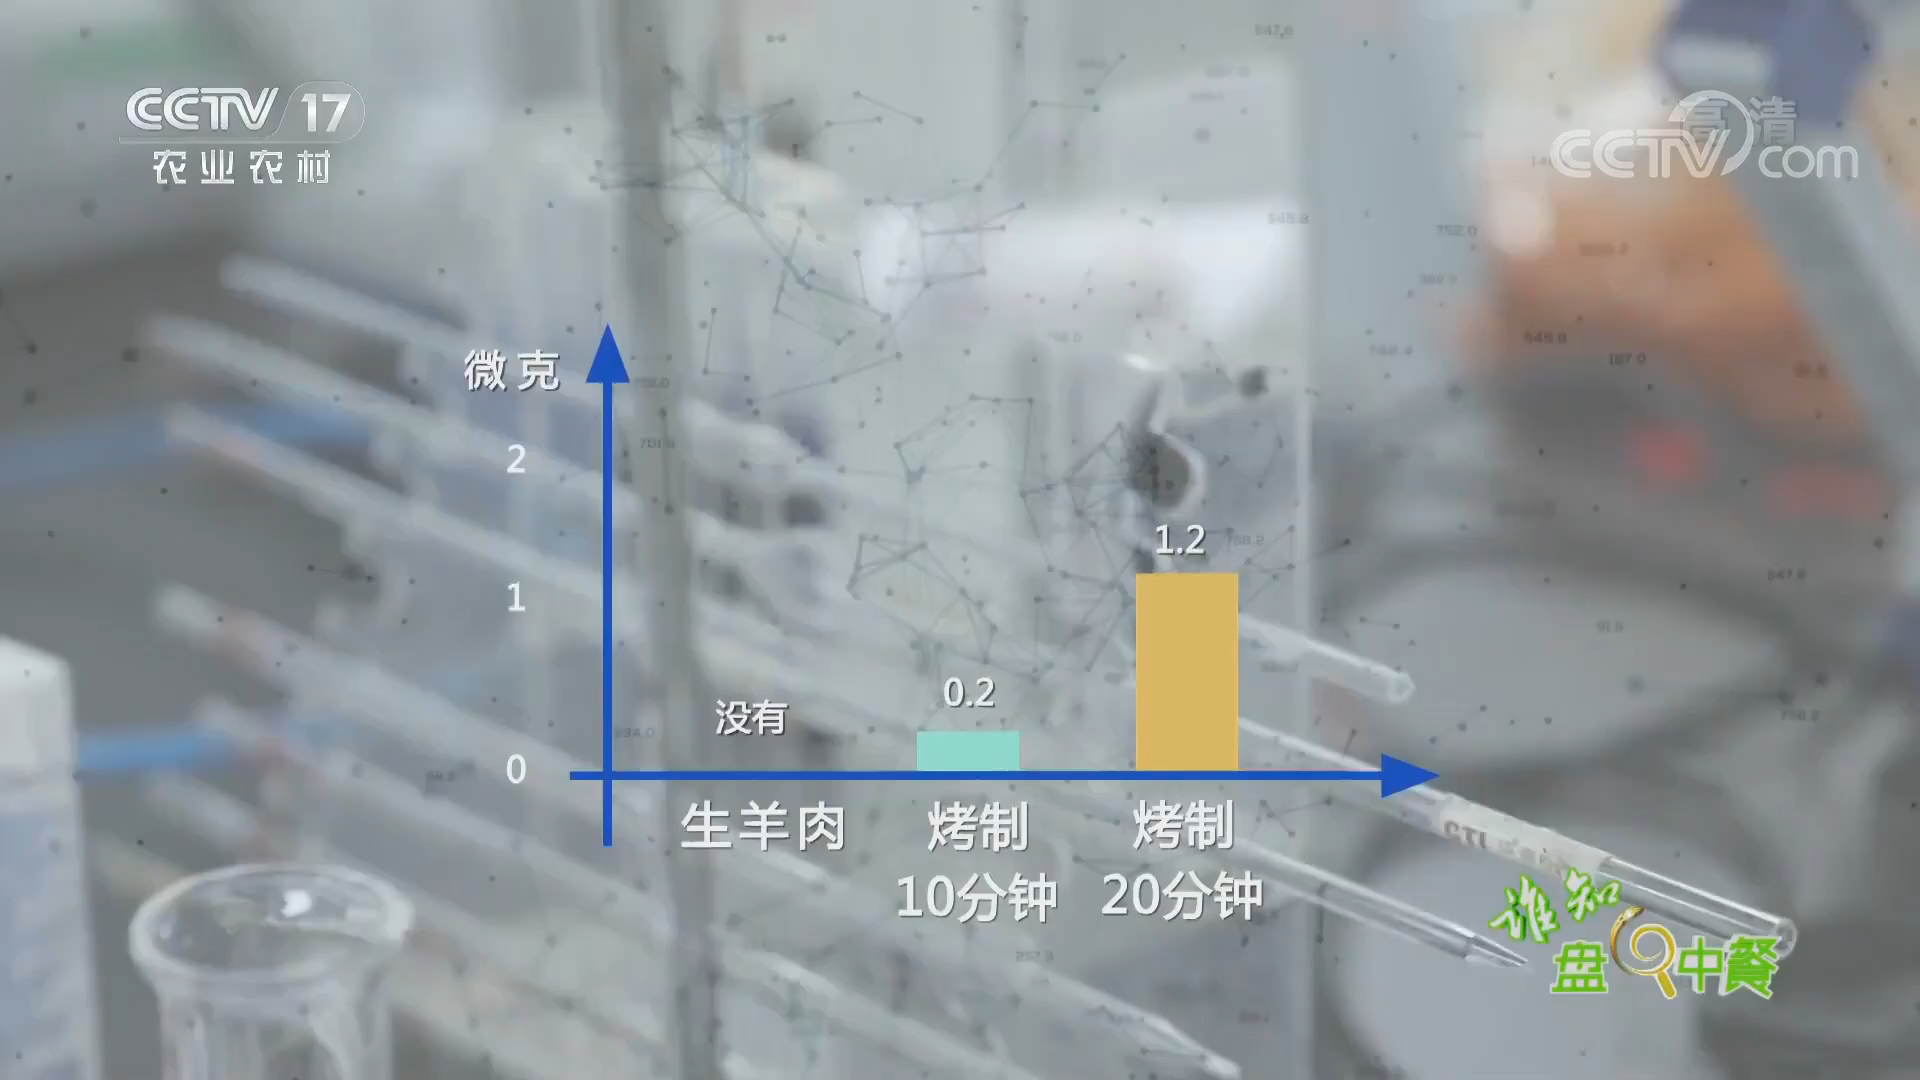 CCTV 17
农业农村
高清
CCTV com
微克
2
1
0
没有
0.2
1.2
生羊肉
烤制
10分钟
烤制
20分钟
谁知
盘中餐